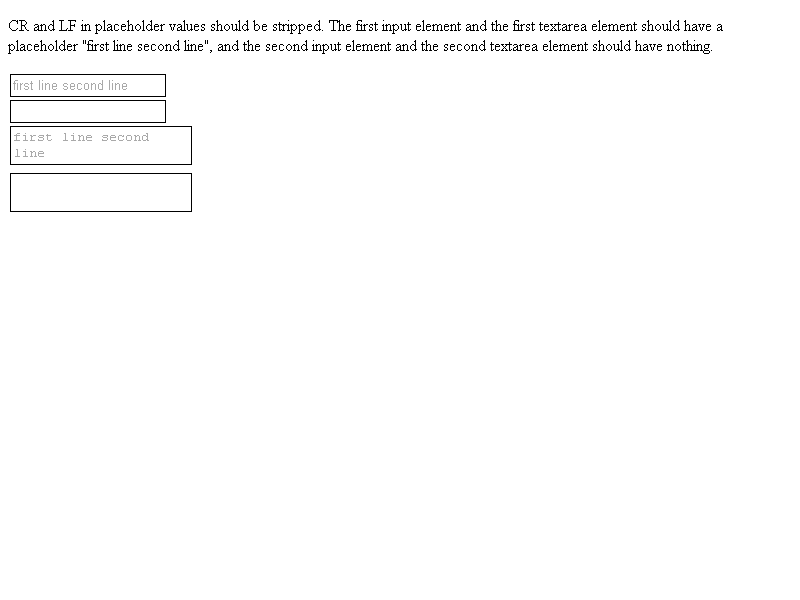 CR and LF in placeholder values should be stripped. The first input element and the first textarea element should have a
placeholder "first line second line", and the second input element and the second textarea element should have nothing.
first line second line
first line second
line